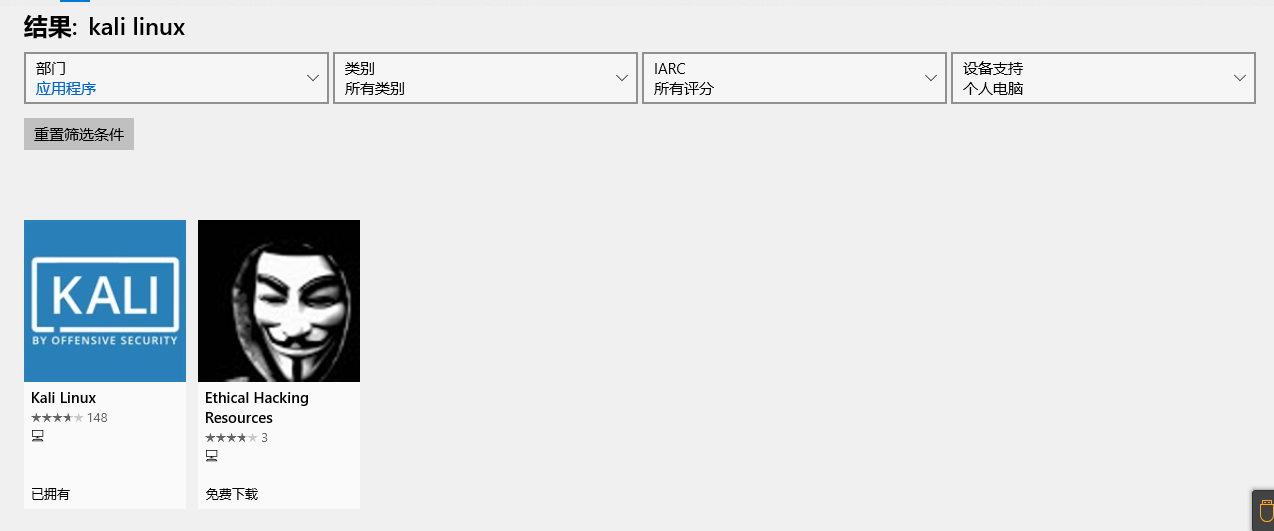 结果: kali linux
部门
应用程序
类别
所有类别
IARC
所有评分
设备支持
个人电脑
重置筛选条件
KALI
BY OFFENSIVE SECURITY
Kali Linux
148
已拥有
Ethical Hacking
Resources
3
免费下载